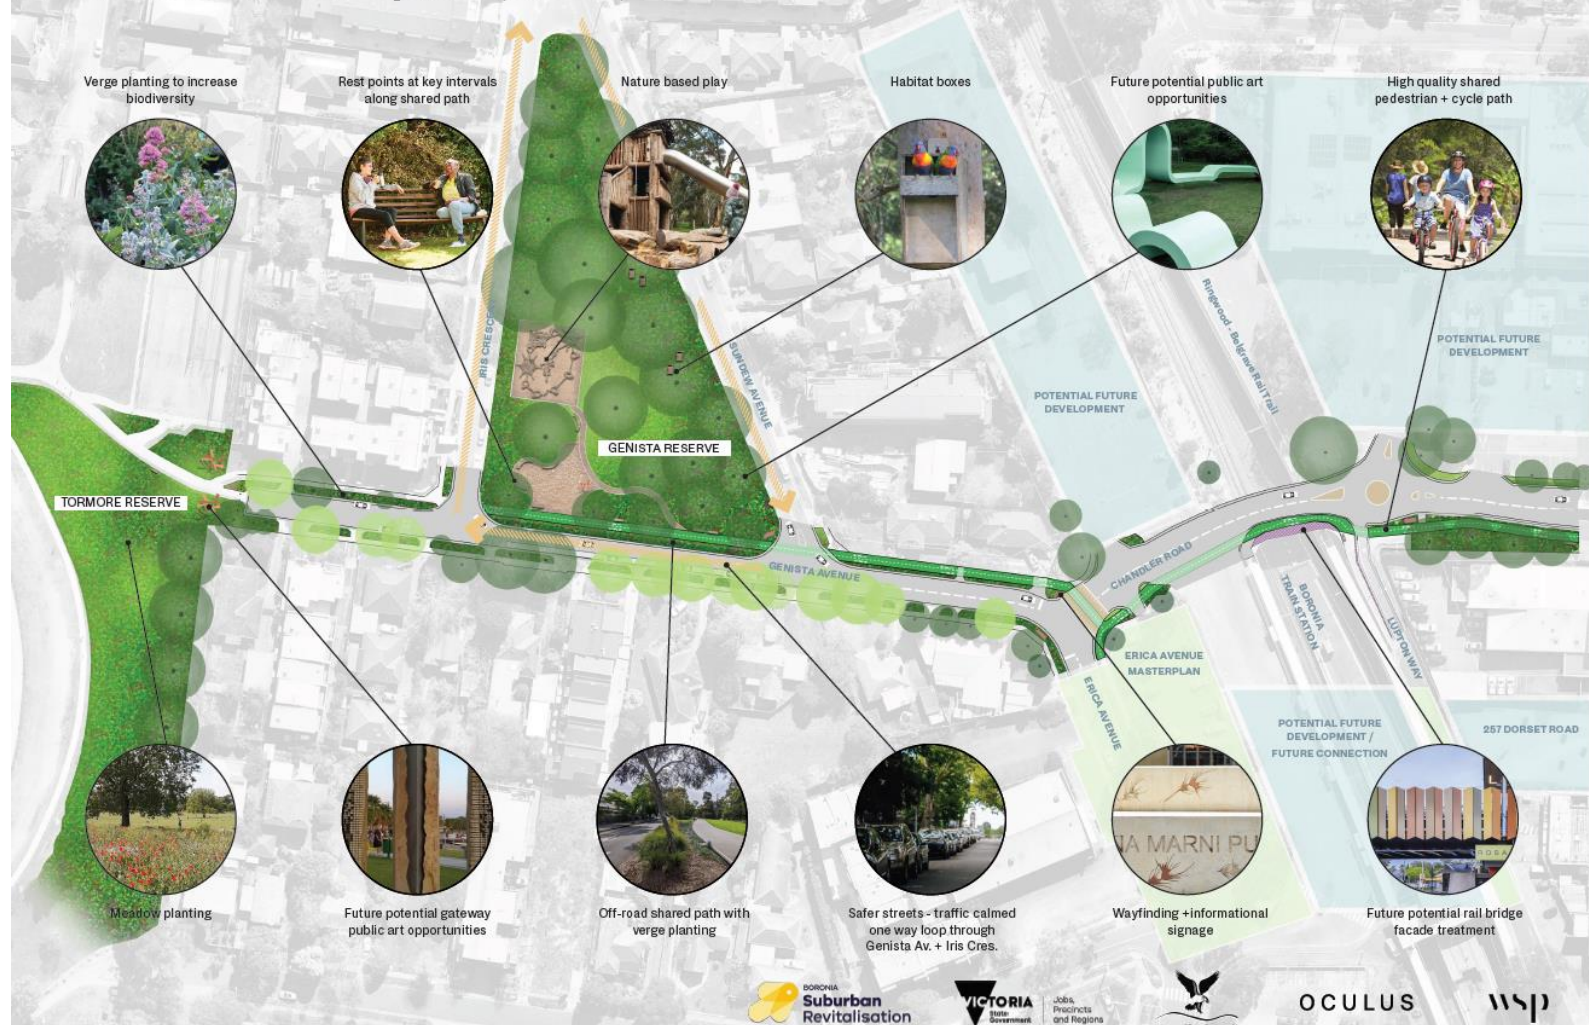 Verge planting to increase
biodiversity
Rest points at key intervals
along shared path
Nature based play
Habitat boxes
Future potential public art
opportunities
High quality shared
pedestrian + cycle path
IRIS CRESC
SUNDEW AVENUE
Ringwood - Belgrave Rail Trail
POTENTIAL FUTURE
DEVELOPMENT
POTENTIAL FUTURE
DEVELOPMENT
GENISTA RESERVE
TORMORE RESERVE
GENISTA AVENUE
CHANDLER ROAD
BORONIA
TRAIN STATION
LUPTON WAY
ERICA AVENUE
MASTERPLAN
ERICA AVENUE
POTENTIAL FUTURE
DEVELOPMENT /
FUTURE CONNECTION
257 DORSET ROAD
IA MARNI PU
Meadow planting
Future potential gateway
public art opportunities
Off-road shared path with
verge planting
Safer streets - traffic calmed
one way loop through
Genista Av. + Iris Cres.
Wayfinding +informational
signage
Future potential rail bridge
facade treatment
BORONIA
Suburban
Revitalisation
VICTORIA
State
Government
Jobs,
Precincts
and Regions
OCULUS
wsp